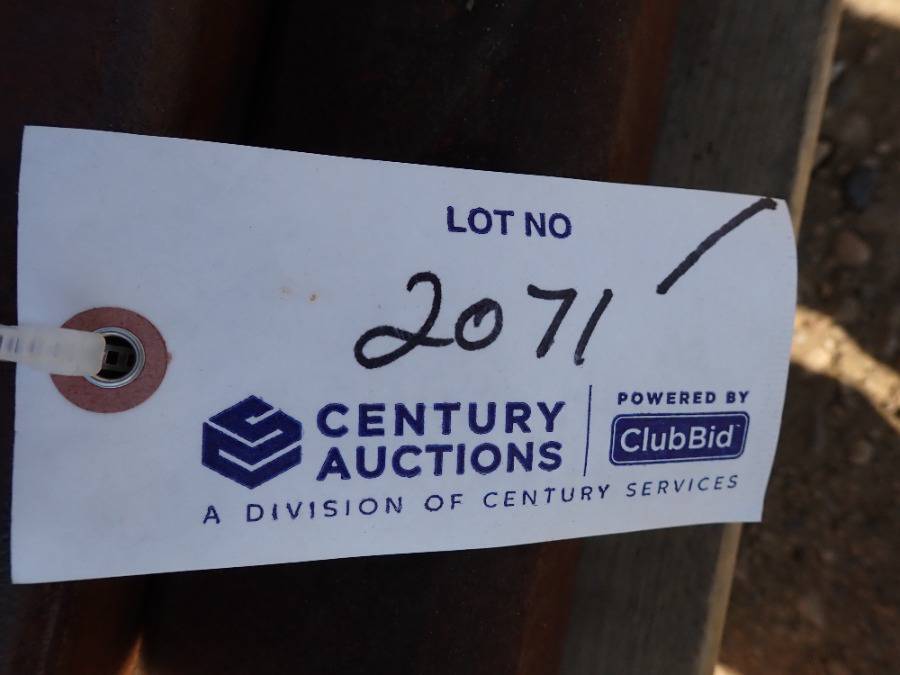 LOT NO
2071
CENTURY
AUCTIONS
POWERED BY
ClubBid
A DIVISION OF CENTURY SERVICES